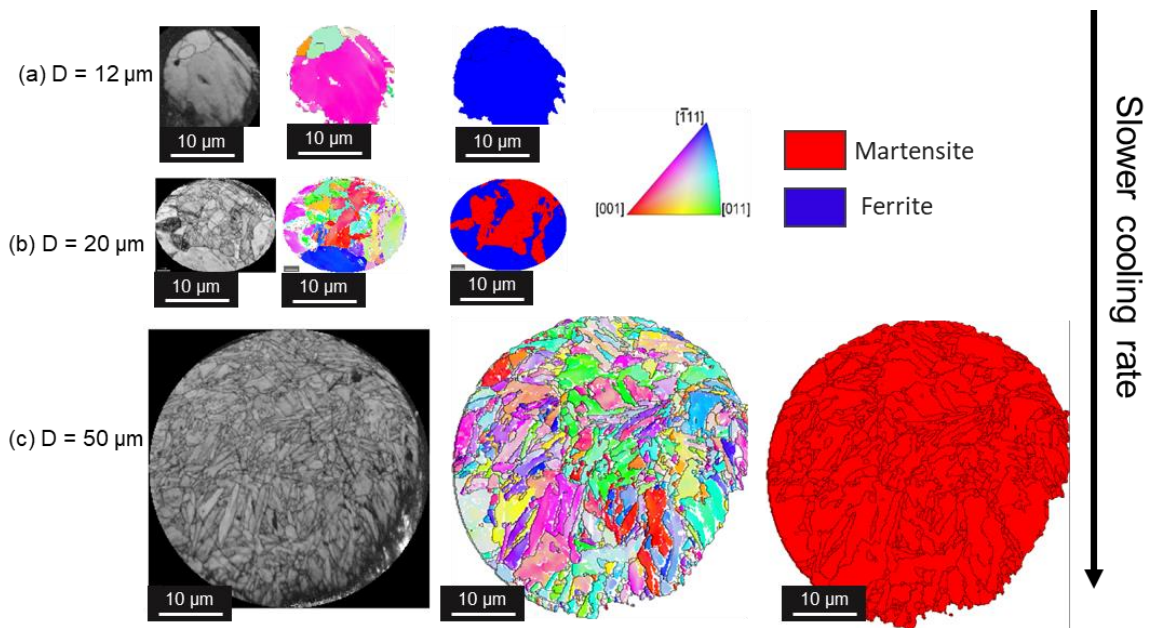 (a) D = 12 µm
10 µm
10 µm
10 µm
[1̅11]
[001]
[011]
Martensite
Ferrite
(b) D = 20 µm
10 µm
10 µm
10 µm
(c) D = 50 µm
10 µm
10 µm
10 µm
Slower cooling rate